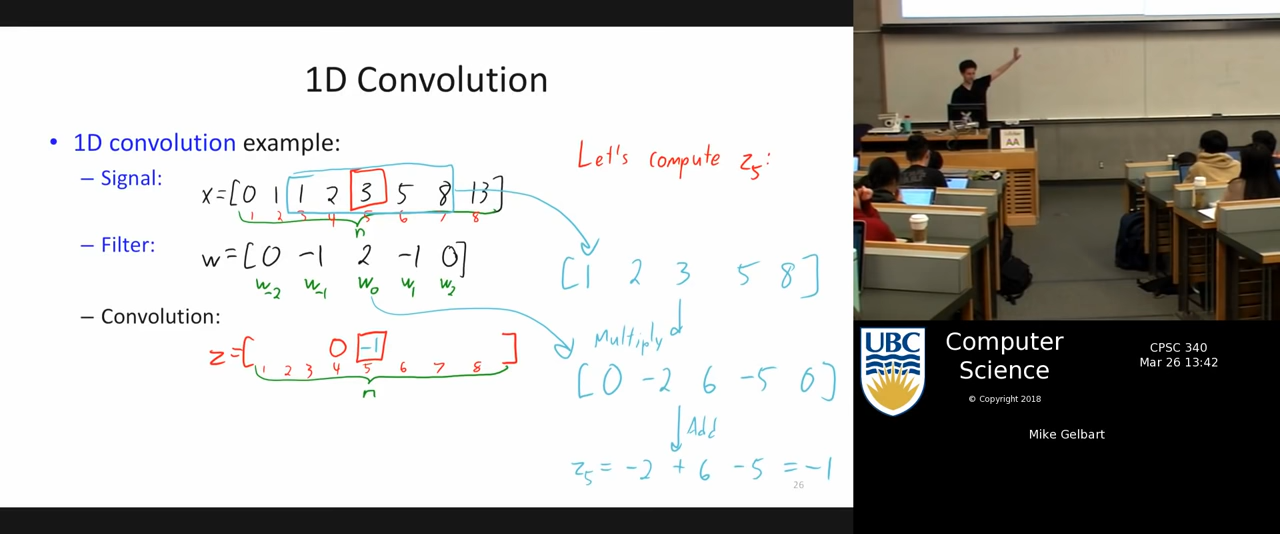 1D Convolution
• 1D convolution example:
– Signal:
x=[0 1 1 2 3 5 8 13]
1 2 3 4 5 6 7 8
n
– Filter:
w=[0 -1 2 -1 0]
w-2 w-1 w0 w1 w2
– Convolution:
z=[ 0 -1 ]
1 2 3 4 5 6 7 8
n
Let's compute z5:
[1 2 3 5 8]
Multiply
[0 -2 6 -5 0]
Add
z5 = -2 + 6 -5 = -1
26
AA
UBC
Computer
Science
© Copyright 2018
CPSC 340
Mar 26 13:42
Mike Gelbart